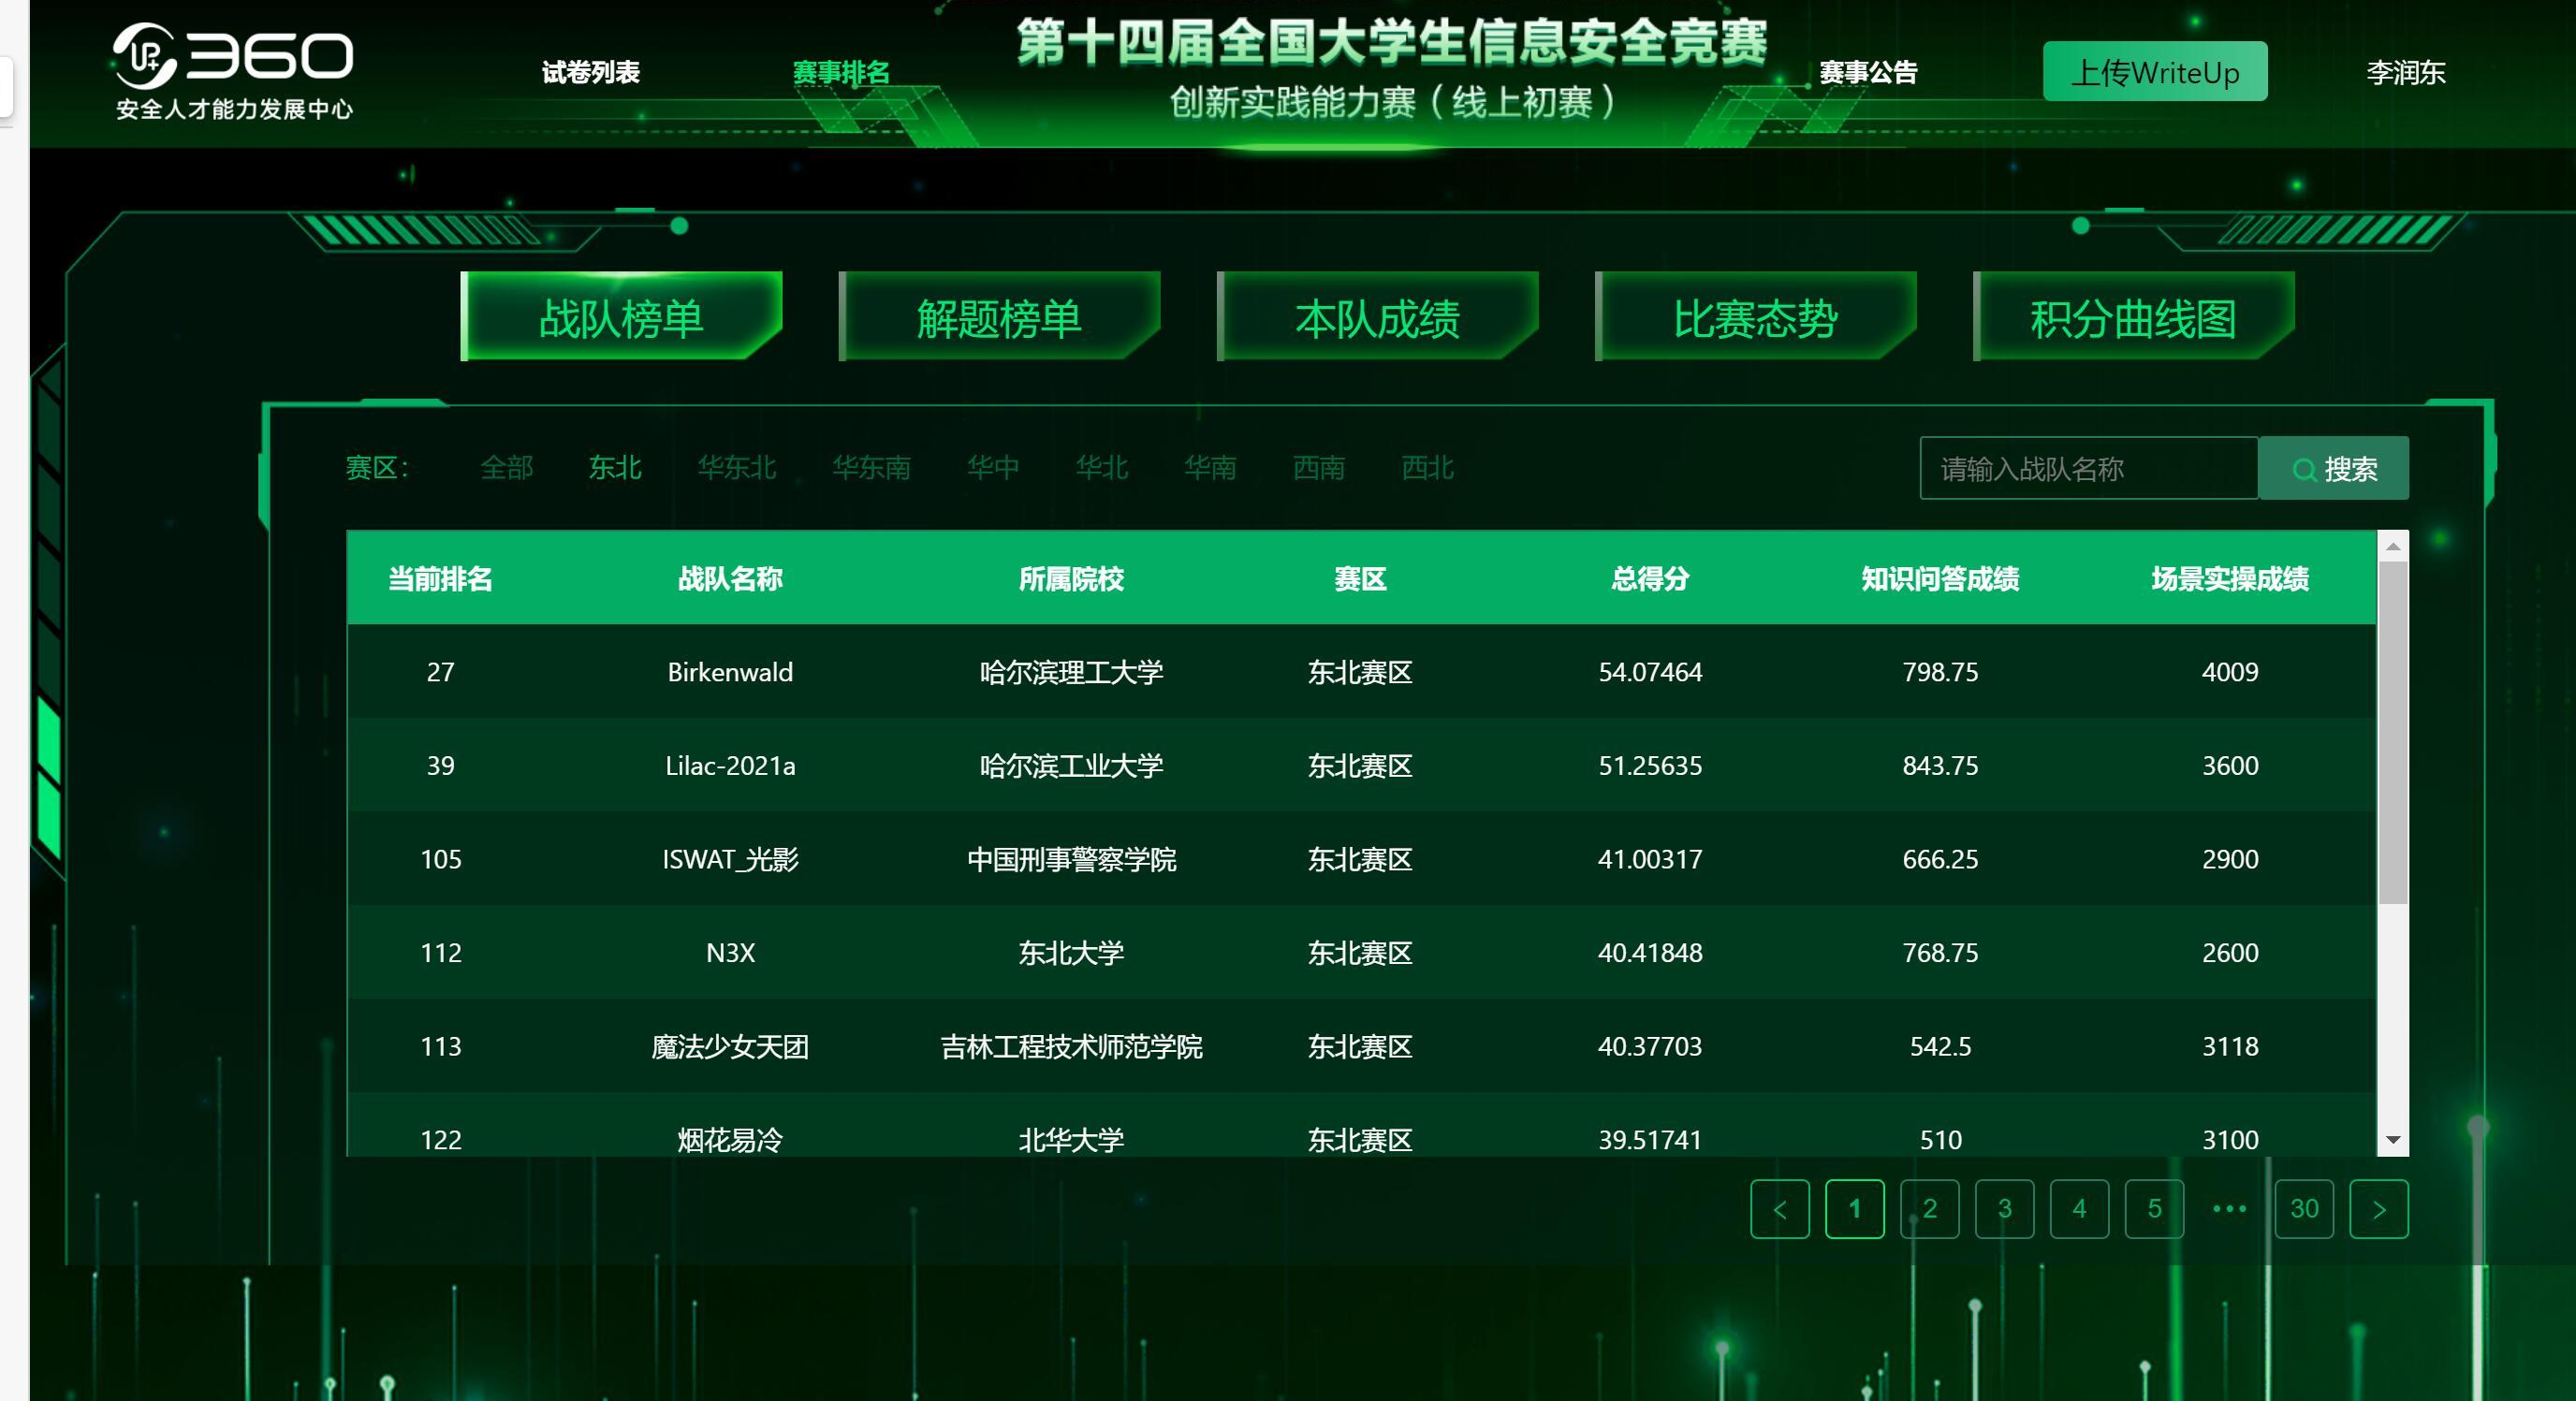 360
安全人才能力发展中心
试卷列表
赛事排名
第十四届全国大学生信息安全竞赛
创新实践能力赛（线上初赛）
赛事公告
上传WriteUp
李润东
战队榜单 解题榜单 本队成绩 比赛态势 积分曲线图
赛区： 全部 东北 华东北 华东南 华中 华北 华南 西南 西北 请输入战队名称 搜索
当前排名 战队名称 所属院校 赛区 总得分 知识问答成绩 场景实操成绩
27 Birkenwald 哈尔滨理工大学 东北赛区 54.07464 798.75 4009
39 Lilac-2021a 哈尔滨工业大学 东北赛区 51.25635 843.75 3600
105 ISWAT_光影 中国刑事警察学院 东北赛区 41.00317 666.25 2900
112 N3X 东北大学 东北赛区 40.41848 768.75 2600
113 魔法少女天团 吉林工程技术师范学院 东北赛区 40.37703 542.5 3118
122 烟花易冷 北华大学 东北赛区 39.51741 510 3100
< 1 2 3 4 5 ••• 30 >